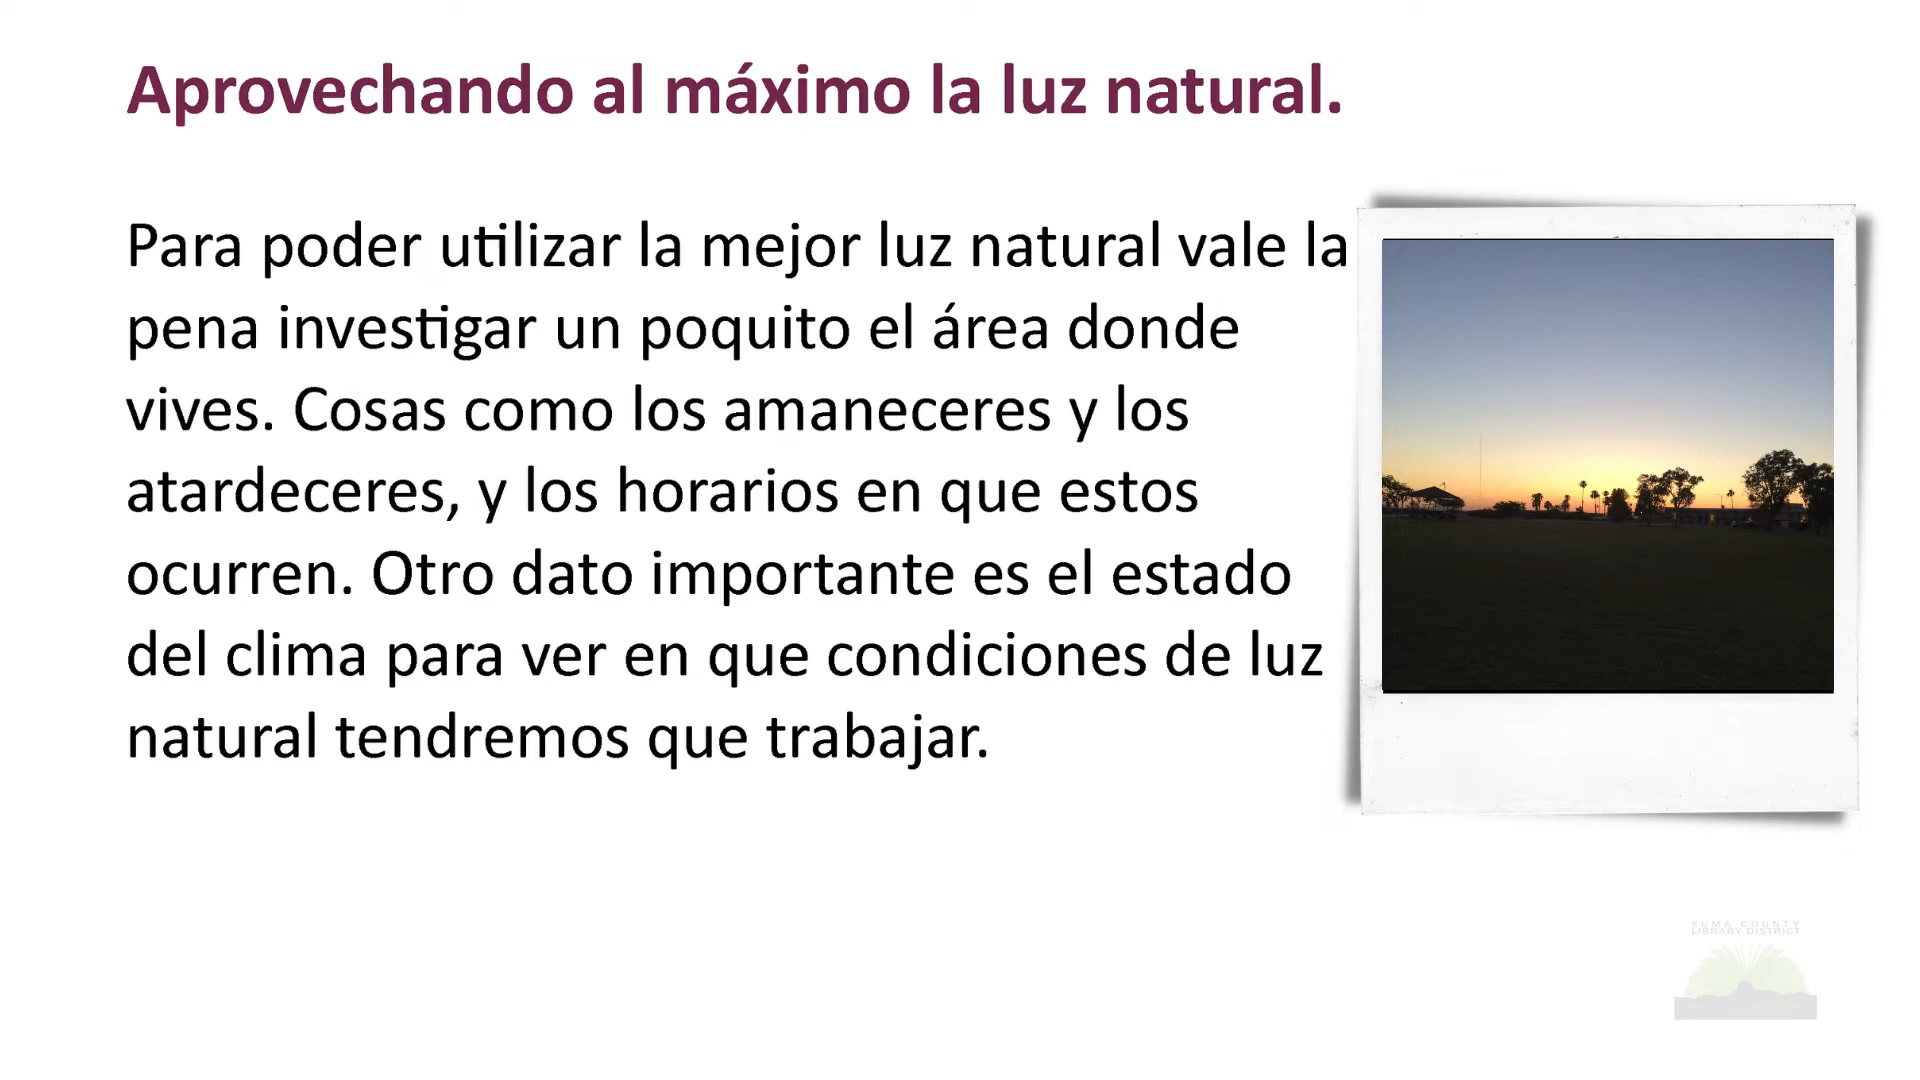 Aprovechando al máximo la luz natural.
Para poder utilizar la mejor luz natural vale la
pena investigar un poquito el área donde
vives. Cosas como los amaneceres y los
atardeceres, y los horarios en que estos
ocurren. Otro dato importante es el estado
del clima para ver en que condiciones de luz
natural tendremos que trabajar.
YUMA COUNTY
LIBRARY DISTRICT